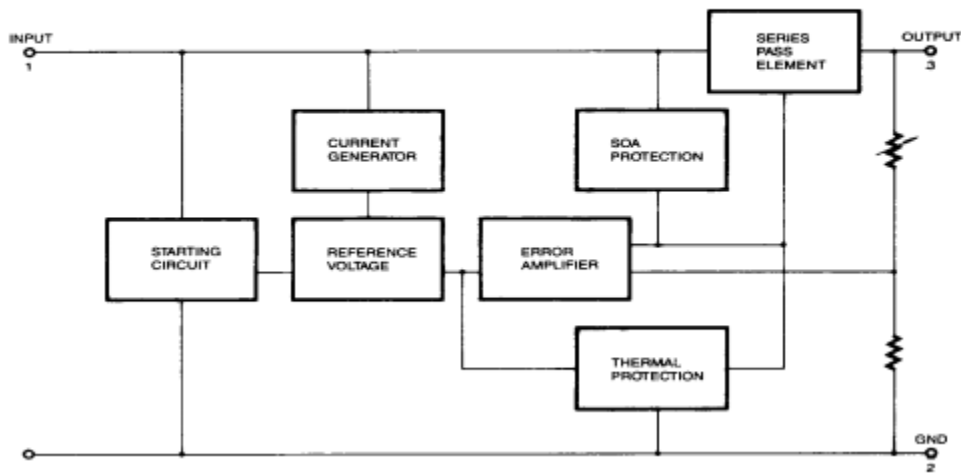 INPUT
1
SERIES
PASS
ELEMENT
OUTPUT
3
CURRENT
GENERATOR
SOA
PROTECTION
STARTING
CIRCUIT
REFERENCE
VOLTAGE
ERROR
AMPLIFIER
THERMAL
PROTECTION
GND
2